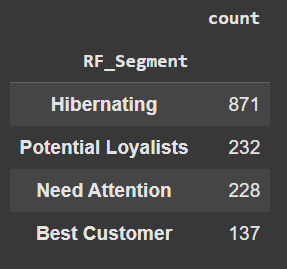 count
RF_Segment
Hibernating 871
Potential Loyalists 232
Need Attention 228
Best Customer 137